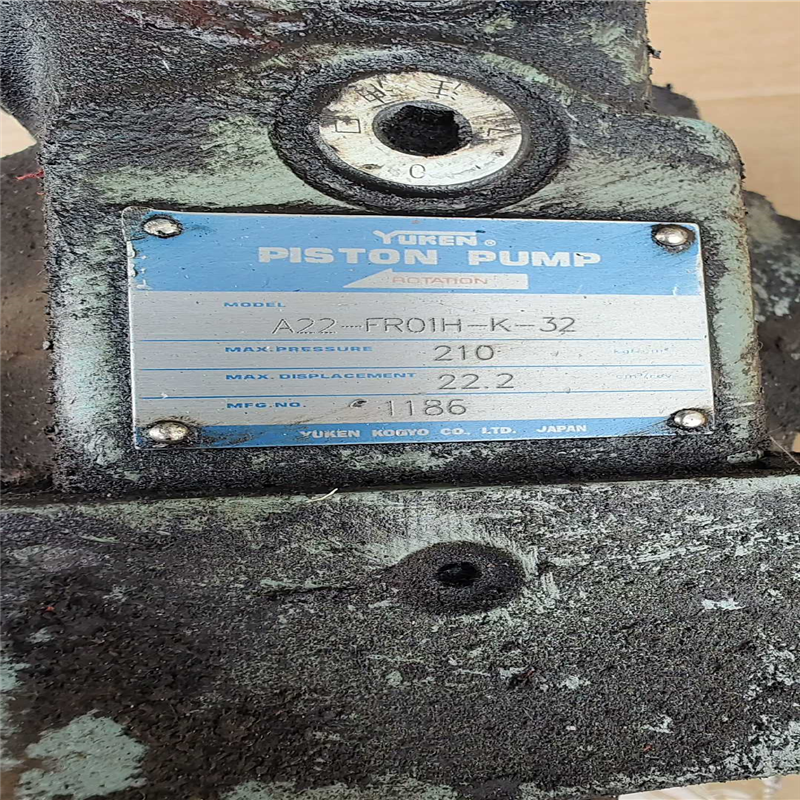 YUKEN®
PISTON PUMP
ROTATION
MODEL A22-FR01H-K-32
MAX.PRESSURE 210
MAX. DISPLACEMENT 22.2
MFG.NO. 1186
YUKEN KOGYO CO., LTD. JAPAN